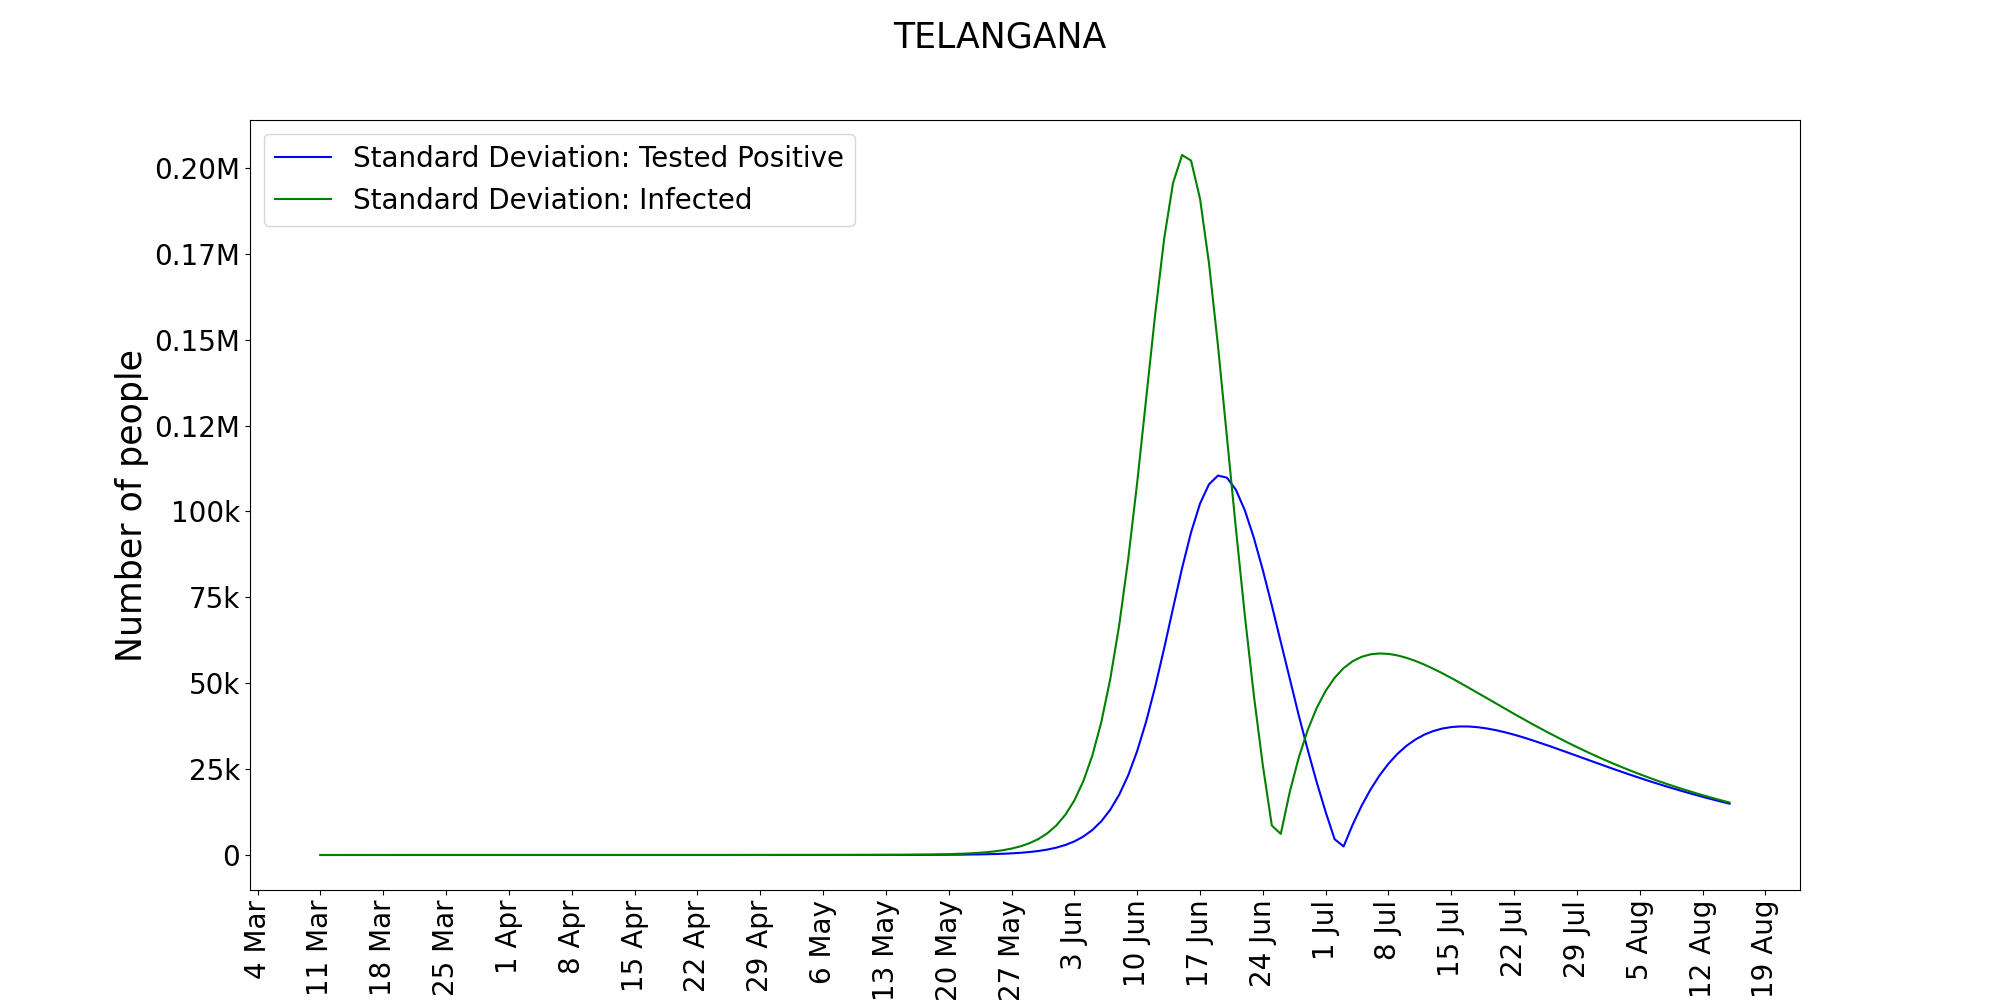 TELANGANA
Standard Deviation: Tested Positive
Standard Deviation: Infected
Number of people
0.20M
0.17M
0.15M
0.12M
100k
75k
50k
25k
0
4 Mar
11 Mar
18 Mar
25 Mar
1 Apr
8 Apr
15 Apr
22 Apr
29 Apr
6 May
13 May
20 May
27 May
3 Jun
10 Jun
17 Jun
24 Jun
1 Jul
8 Jul
15 Jul
22 Jul
29 Jul
5 Aug
12 Aug
19 Aug